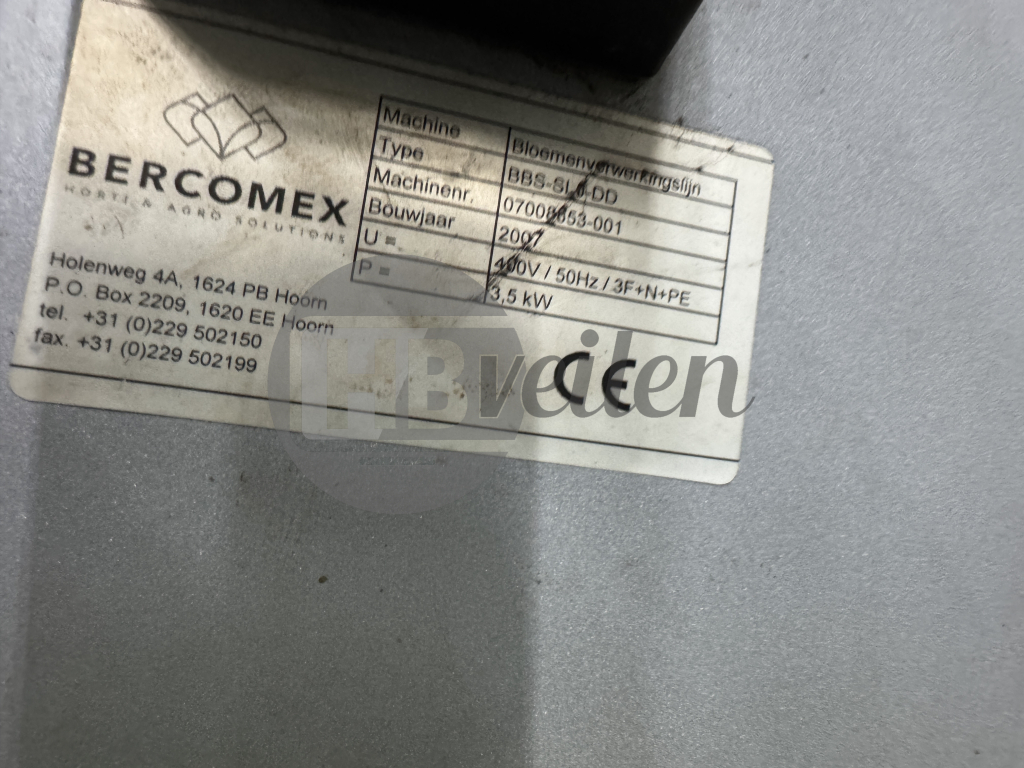 BERCOMEX
HORTI & AGRO SOLUTIONS
Holenweg 4A, 1624 PB Hoorn
P.O. Box 2209, 1620 EE Hoorn
tel. +31 (0)229 502150
fax. +31 (0)229 502199
Machine Bloemenverwerkingslijn
Type
Machinenr.
Bouwjaar 2007
U = 400V / 50Hz / 3F+N+PE
P = 3,5 kW
CE
HBveilen